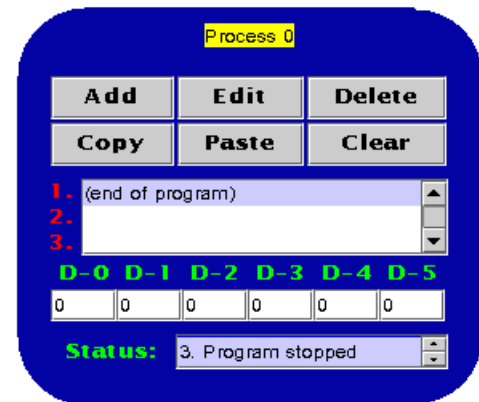 Process 0
Add Edit Delete
Copy Paste Clear
1. (end of program)
2.
3.
D-0 D-1 D-2 D-3 D-4 D-5
0 0 0 0 0 0
Status: 3. Program stopped